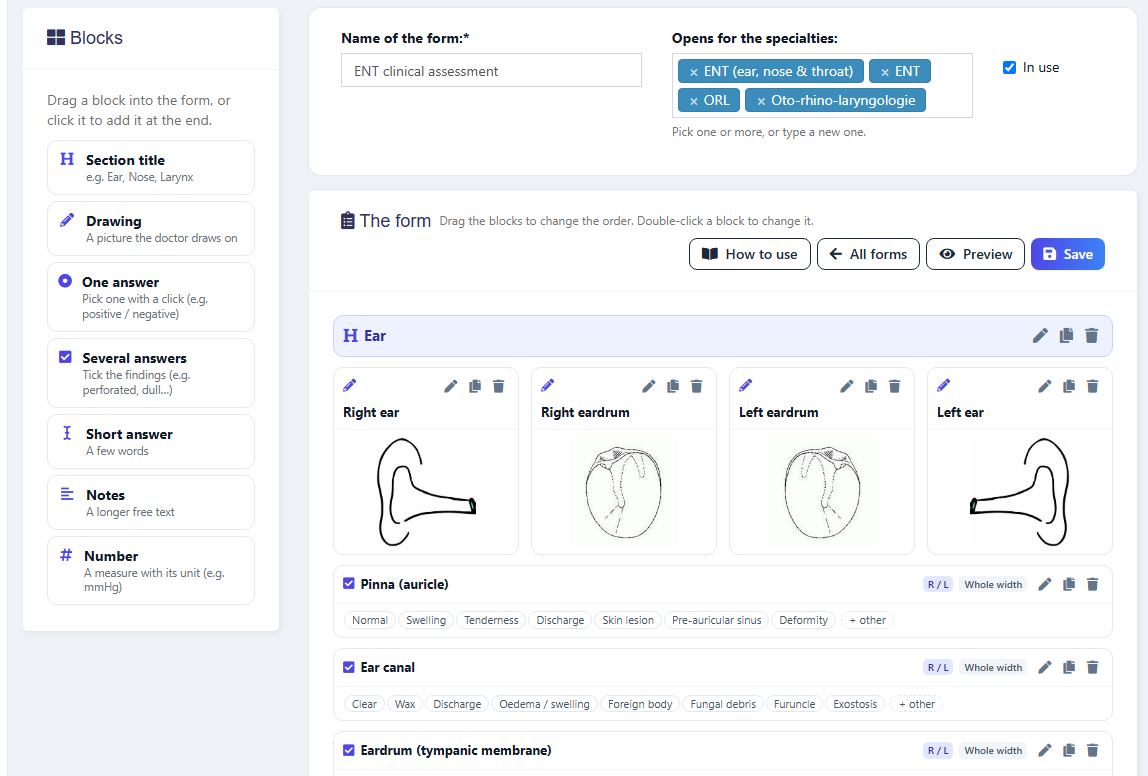 Blocks
Drag a block into the form, or
click it to add it at the end.
Section title
e.g. Ear, Nose, Larynx
Drawing
A picture the doctor draws on
One answer
Pick one with a click (e.g.
positive / negative)
Several answers
Tick the findings (e.g.
perforated, dull...)
Short answer
A few words
Notes
A longer free text
Number
A measure with its unit (e.g.
mmHg)
Name of the form:*
ENT clinical assessment
Opens for the specialties:
× ENT (ear, nose & throat) × ENT
× ORL × Oto-rhino-laryngologie
Pick one or more, or type a new one.
In use
The form Drag the blocks to change the order. Double-click a block to change it.
How to use All forms Preview Save
Ear
Right ear Right eardrum Left eardrum Left ear
Pinna (auricle) R / L Whole width
Normal Swelling Tenderness Discharge Skin lesion Pre-auricular sinus Deformity + other
Ear canal R / L Whole width
Clear Wax Discharge Oedema / swelling Foreign body Fungal debris Furuncle Exostosis + other
Eardrum (tympanic membrane) R / L Whole width